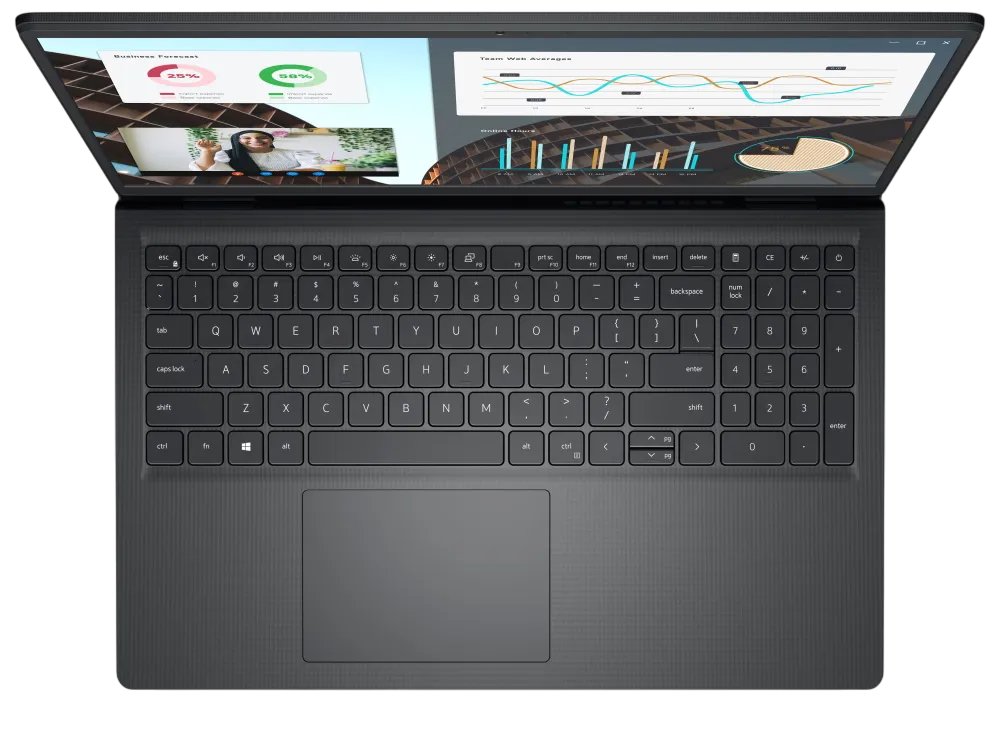 Business Forecast
25%
58%
Team Web Averages
Online Hours
75%
esc F1 F2 F3 F4 F5 F6 F7 F8 F9 prt sc F10 home F11 end F12 insert delete CE +/-
~ ` ! 1 @ 2 # 3 $ 4 % 5 ^ 6 & 7 * 8 ( 9 ) 0 — - + = backspace num lock / * -
tab Q W E R T Y U I O P { [ } ] | \ 7 8 9 +
caps lock A S D F G H J K L : ; " ' enter 4 5 6
shift Z X C V B N M < , > . ? / shift 1 2 3 enter
ctrl fn alt alt ctrl < ^ pg ⌄ pg > 0 .